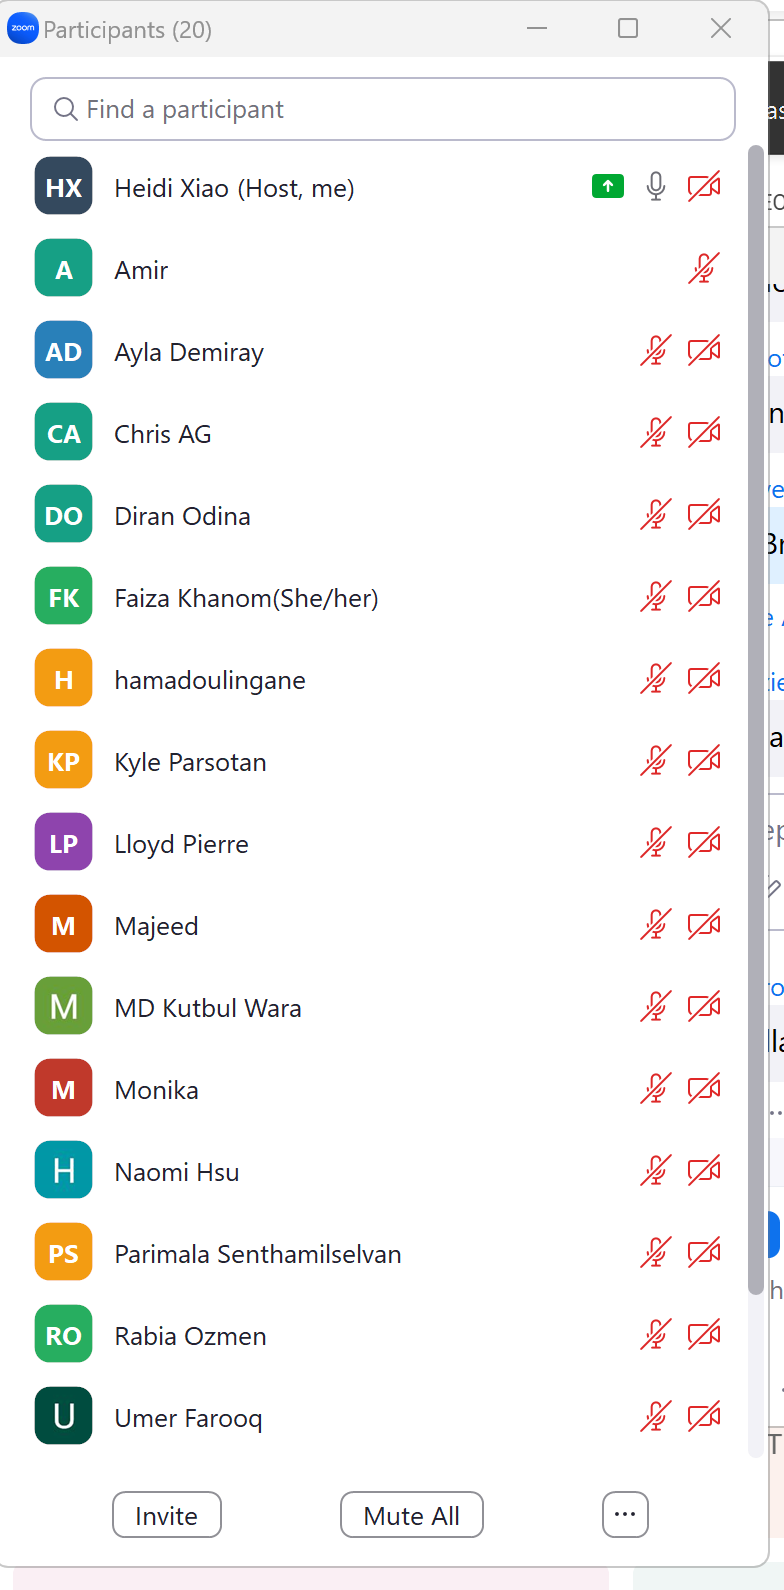 zoom Participants (20)
Find a participant
HX Heidi Xiao (Host, me)
A Amir
AD Ayla Demiray
CA Chris AG
DO Diran Odina
FK Faiza Khanom(She/her)
H hamadoulingane
KP Kyle Parsotan
LP Lloyd Pierre
M Majeed
M MD Kutbul Wara
M Monika
H Naomi Hsu
PS Parimala Senthamilselvan
RO Rabia Ozmen
U Umer Farooq
Invite Mute All ...